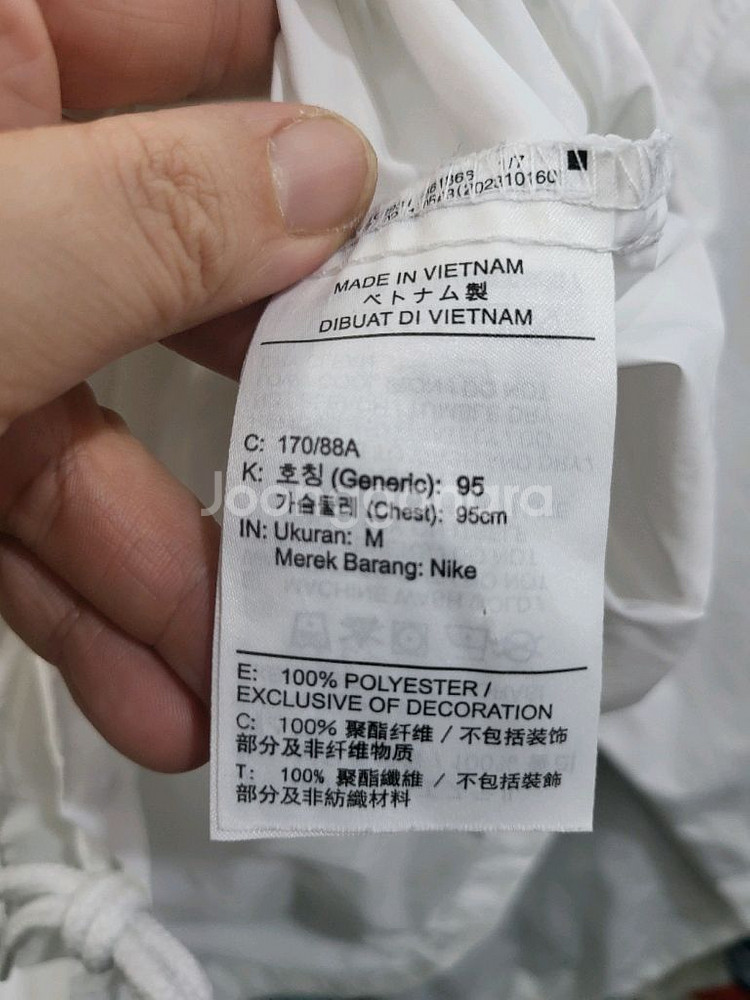 (202310160
MADE IN VIETNAM
ベトナム製
DIBUAT DI VIETNAM
C: 170/88A
K: 호칭 (Generic): 95
가슴둘레 (Chest): 95cm
IN: Ukuran: M
Merek Barang: Nike
Joonggonara
E: 100% POLYESTER /
EXCLUSIVE OF DECORATION
C: 100% 聚酯纤维 / 不包括装饰
部分及非纤维物质
T: 100% 聚酯纖維 / 不包括裝飾
部分及非紡織材料